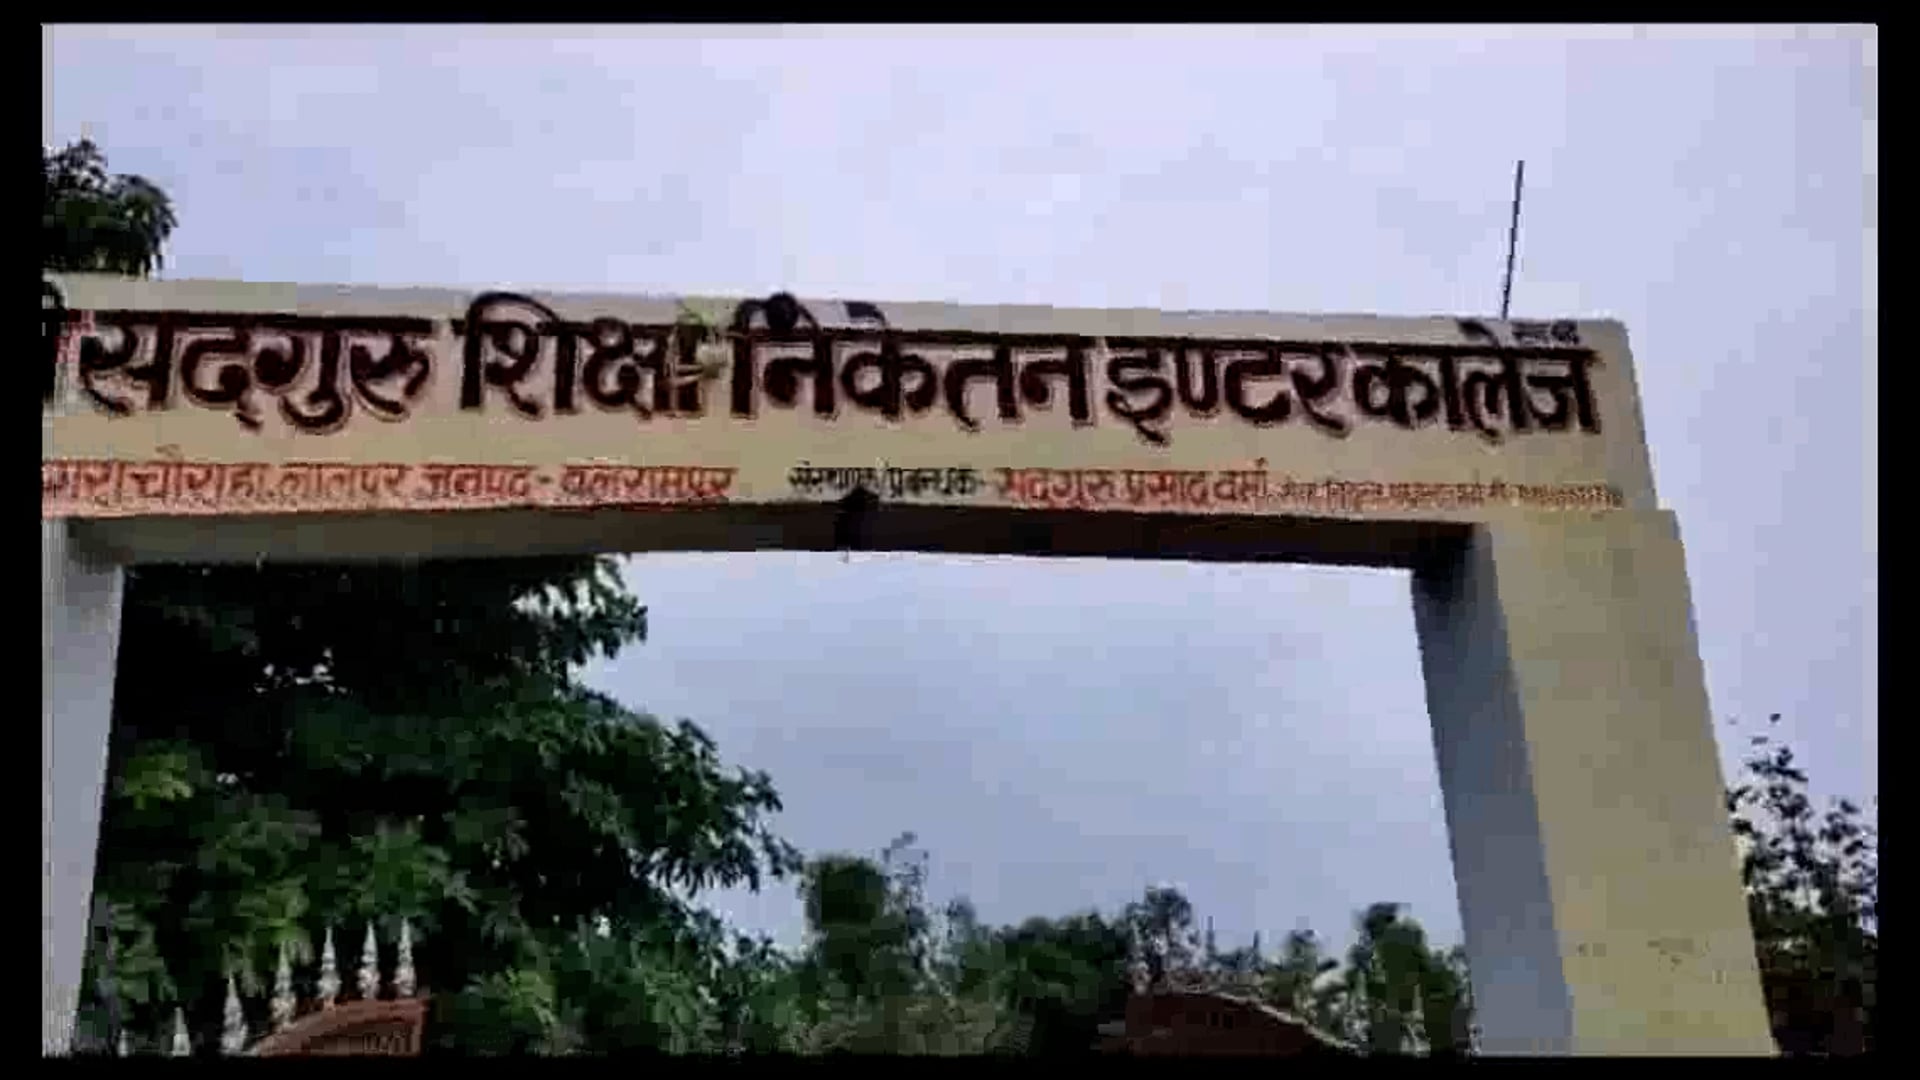 सद्गुरु शिक्षा निकेतन इण्टर कालेज
चौराहा लालपुर जनपद- बलरामपुर संस्थापक/प्रबन्धक- सद्गुरु प्रसाद वर्मा